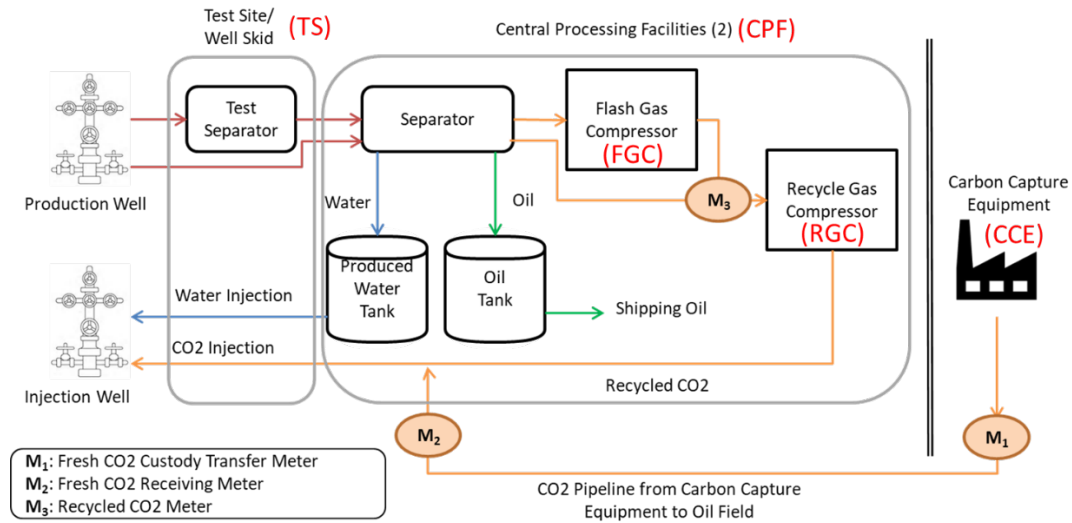 Test Site/
Well Skid
(TS)
Central Processing Facilities (2) (CPF)
Test
Separator
Separator
Flash Gas
Compressor
(FGC)
Production Well
Water
Oil
M3
Recycle Gas
Compressor
(RGC)
Carbon Capture
Equipment
(CCE)
Produced
Water
Tank
Oil
Tank
Water Injection
Shipping Oil
CO2 Injection
Injection Well
Recycled CO2
M2
M1
M1: Fresh CO2 Custody Transfer Meter
M2: Fresh CO2 Receiving Meter
M3: Recycled CO2 Meter
CO2 Pipeline from Carbon Capture
Equipment to Oil Field